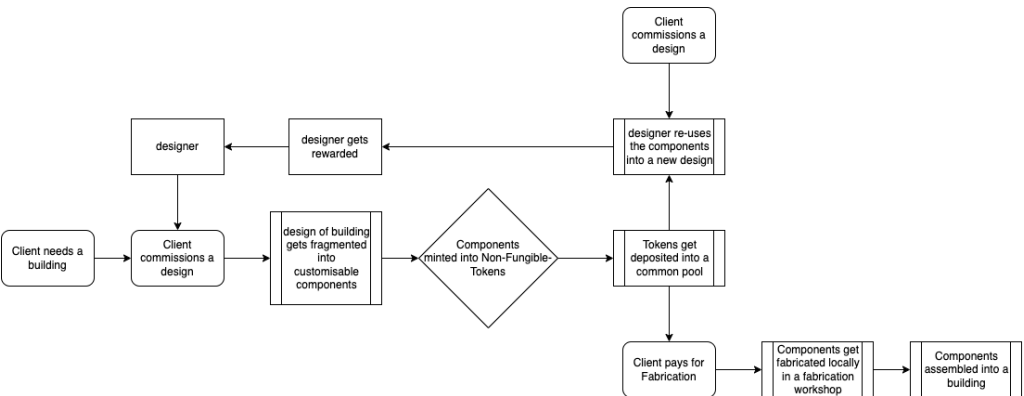 Client
commissions a
design
designer
designer gets
rewarded
designer re-uses
the components
into a new design
Client needs a
building
Client
commissions a
design
design of building
gets fragmented
into
customisable
components
Components
minted into Non-Fungible-
Tokens
Tokens get
deposited into a
common pool
Client pays for
Fabrication
Components get
fabricated locally
in a fabrication
workshop
Components
assembled into a
building